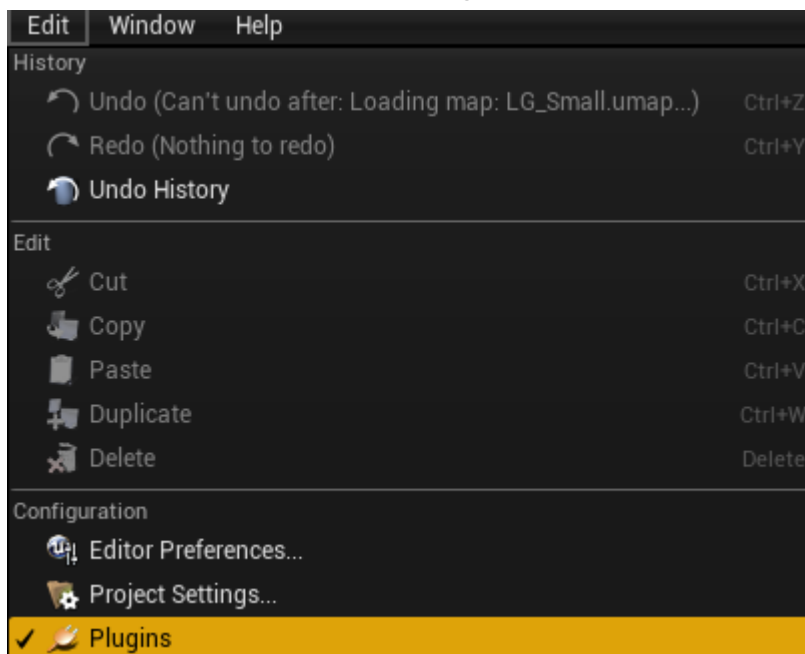 Edit Window Help
History
Undo (Can't undo after: Loading map: LG_Small.umap...) Ctrl+Z
Redo (Nothing to redo) Ctrl+Y
Undo History
Edit
Cut Ctrl+X
Copy Ctrl+C
Paste Ctrl+V
Duplicate Ctrl+W
Delete Delete
Configuration
Editor Preferences...
Project Settings...
Plugins